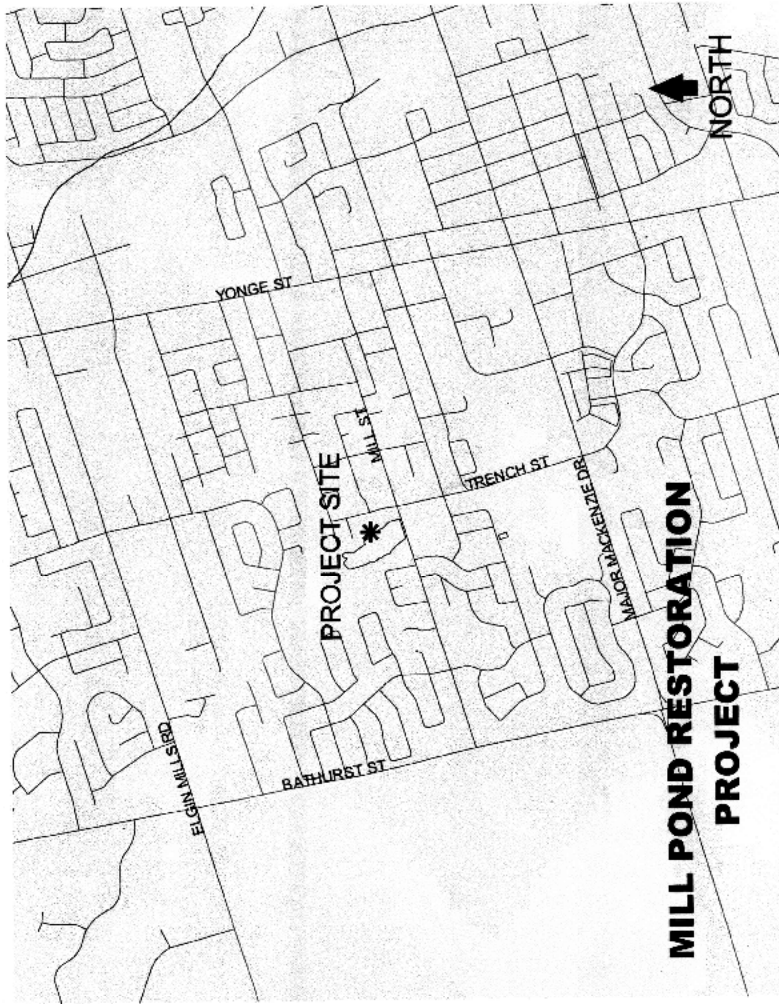 NORTH
YONGE ST
PROJECT SITE
MILL ST
TRENCH ST
MAJOR MACKENZIE DR
ELGIN MILLS RD
BATHURST ST
MILL POND RESTORATION
PROJECT